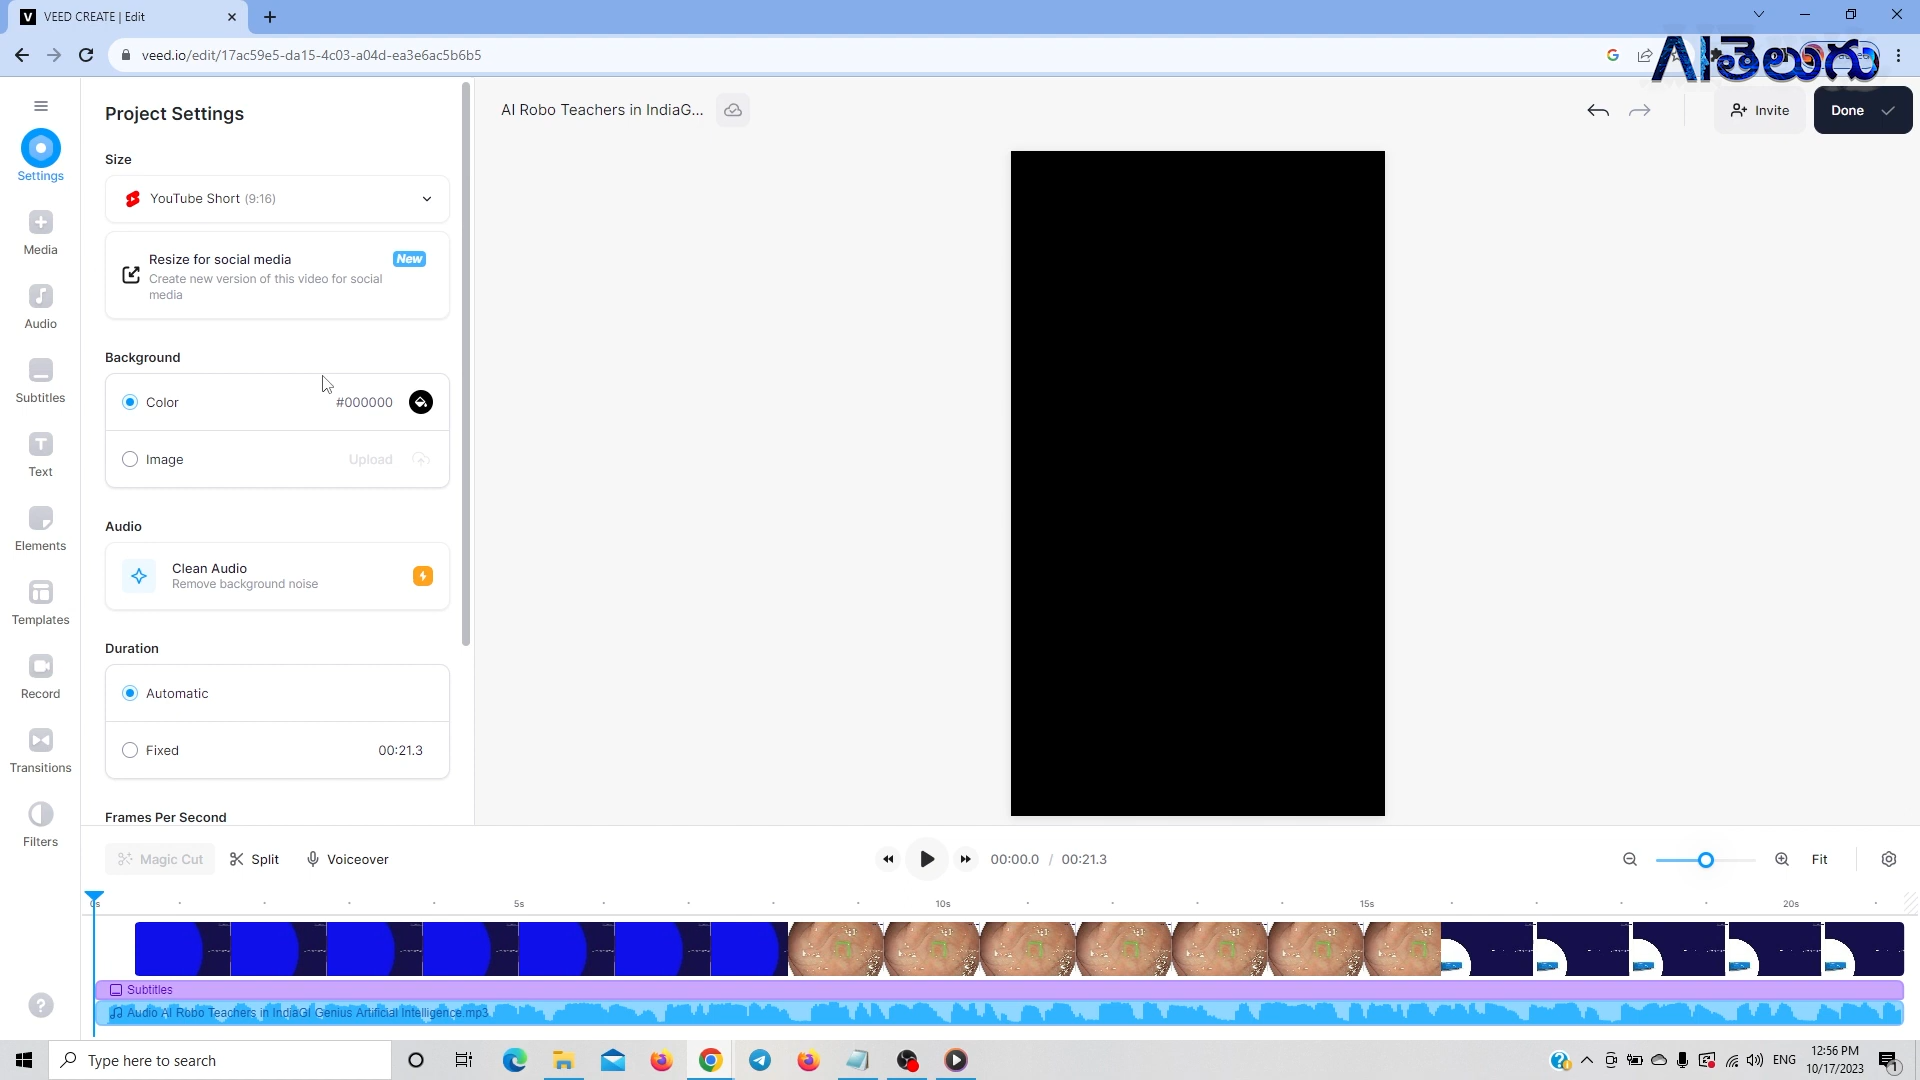 VEED CREATE | Edit
veed.io/edit/17ac59e5-da15-4c03-a04d-ea3e6ac5b6b5
AIతెలుగు
Project Settings
AI Robo Teachers in IndiaG...
Invite
Done
Settings
Media
Audio
Subtitles
Text
Elements
Templates
Record
Transitions
Filters
Size
YouTube Short (9:16)
Resize for social media
New
Create new version of this video for social
media
Background
Color
#000000
Image
Upload
Audio
Clean Audio
Remove background noise
Duration
Automatic
Fixed
00:21.3
Frames Per Second
Magic Cut
Split
Voiceover
00:00.0 / 00:21.3
Fit
5s
10s
15s
20s
Subtitles
Audio AI Robo Teachers in IndiaGI Genius Artificial Intelligence.mp3
Type here to search
ENG
12:56 PM
10/17/2023
1